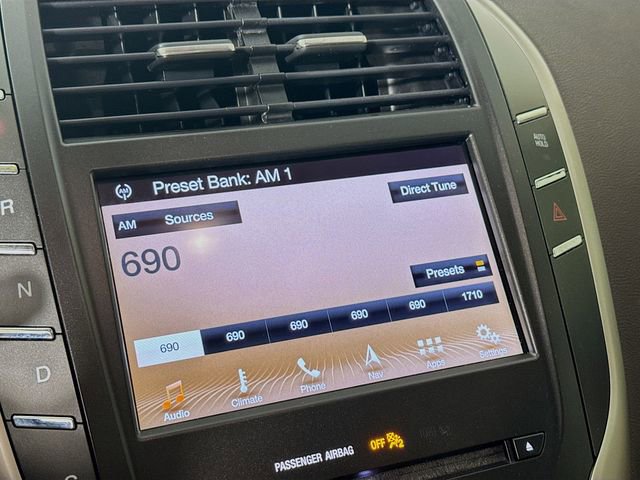 AUTO
HOLD
R
N
D
AM
Preset Bank: AM 1
AM Sources
Direct Tune
690
Presets
690 690 690 690 690 1710
Audio Climate Phone Nav Apps Settings
PASSENGER AIRBAG OFF